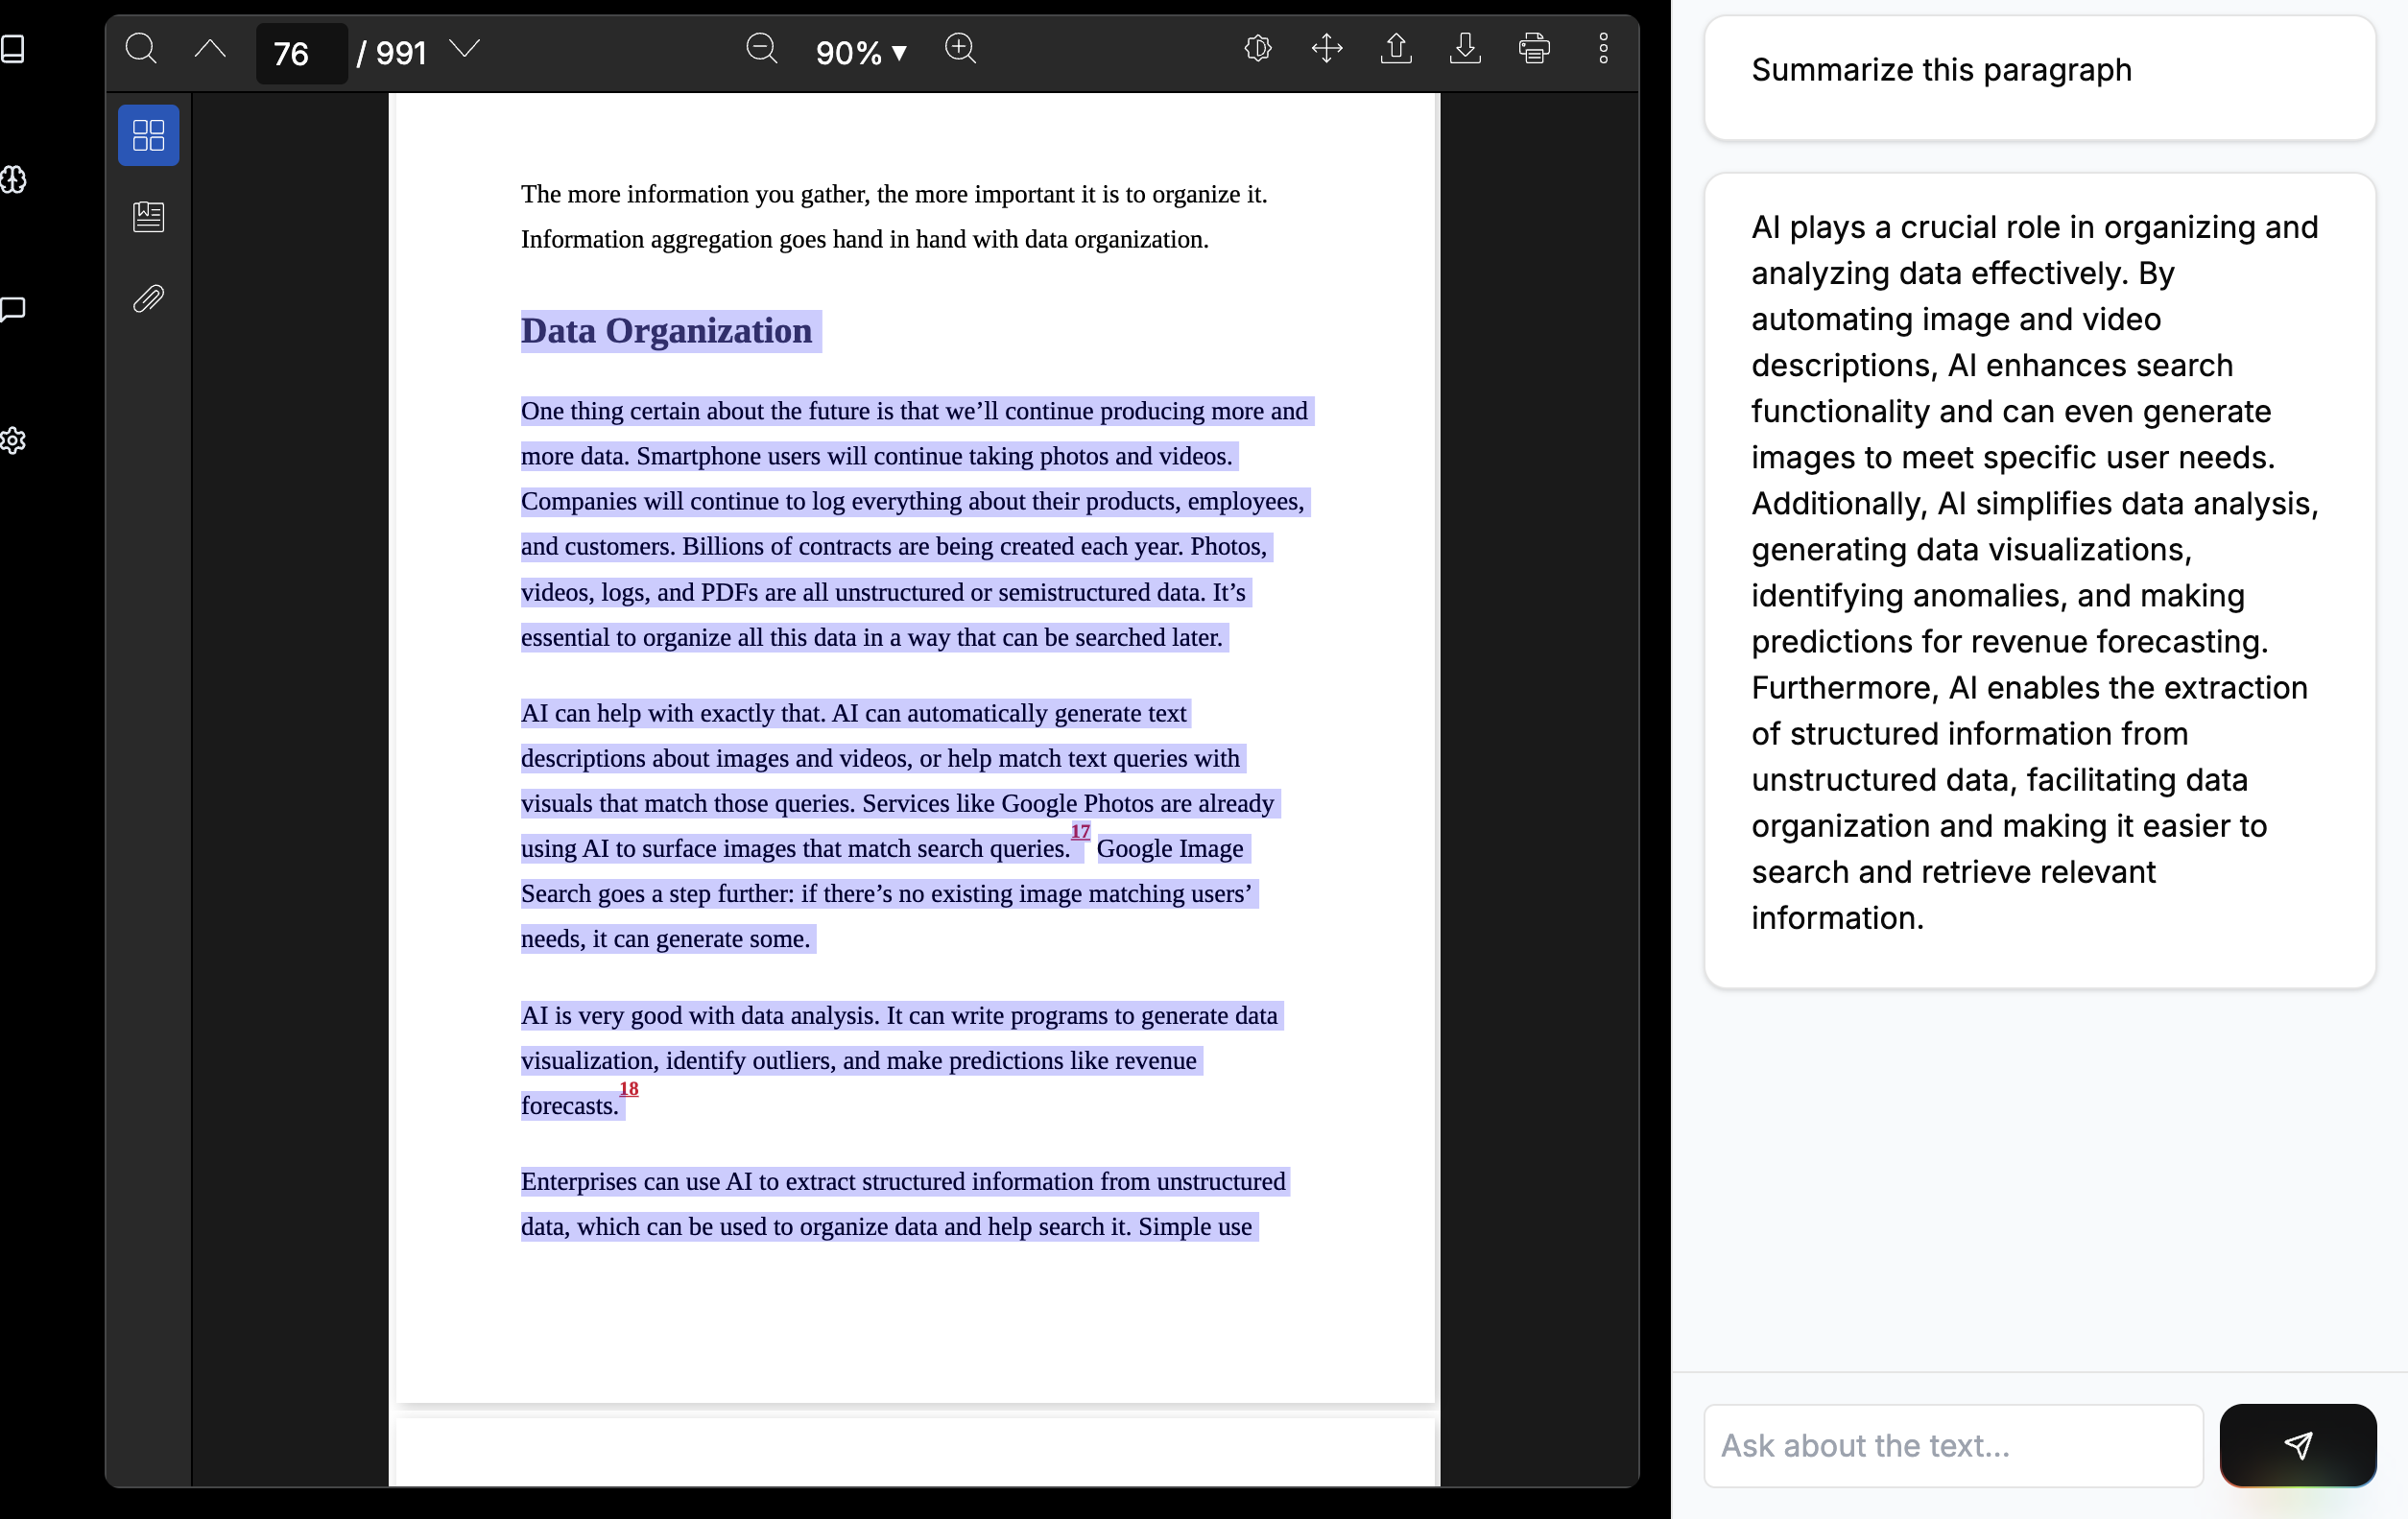 76 / 991
90% ▾
The more information you gather, the more important it is to organize it.
Information aggregation goes hand in hand with data organization.
Data Organization
One thing certain about the future is that we’ll continue producing more and
more data. Smartphone users will continue taking photos and videos.
Companies will continue to log everything about their products, employees,
and customers. Billions of contracts are being created each year. Photos,
videos, logs, and PDFs are all unstructured or semistructured data. It’s
essential to organize all this data in a way that can be searched later.
AI can help with exactly that. AI can automatically generate text
descriptions about images and videos, or help match text queries with
visuals that match those queries. Services like Google Photos are already
using AI to surface images that match search queries.17 Google Image
Search goes a step further: if there’s no existing image matching users’
needs, it can generate some.
AI is very good with data analysis. It can write programs to generate data
visualization, identify outliers, and make predictions like revenue
forecasts.18
Enterprises can use AI to extract structured information from unstructured
data, which can be used to organize data and help search it. Simple use
Summarize this paragraph
AI plays a crucial role in organizing and
analyzing data effectively. By
automating image and video
descriptions, AI enhances search
functionality and can even generate
images to meet specific user needs.
Additionally, AI simplifies data analysis,
generating data visualizations,
identifying anomalies, and making
predictions for revenue forecasting.
Furthermore, AI enables the extraction
of structured information from
unstructured data, facilitating data
organization and making it easier to
search and retrieve relevant
information.
Ask about the text...